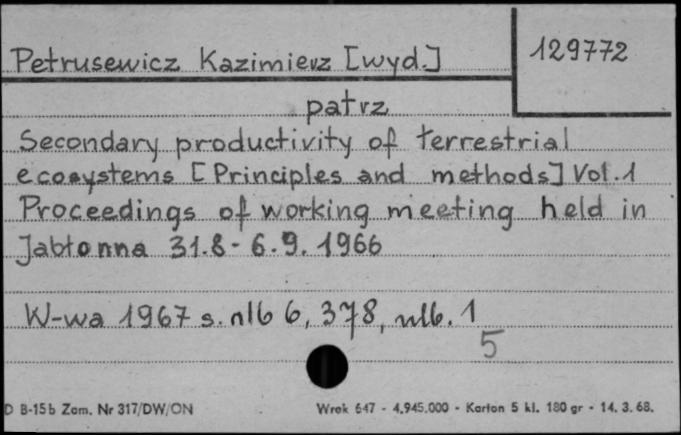 Petrusewicz Kazimierz [wyd.]
129772
patrz
Secondary productivity of terrestrial
ecosystems [Principles and methods] Vol.1
Proceedings of working meeting held in
Jabłonna 31.8 - 6.9. 1966
W-wa 1967 s. nlb 6, 378, nlb. 1
5
D B-15b Zam. Nr 317/DW/ON
Wrok 647 - 4.945.000 - Karton 5 kl. 180 gr - 14. 3. 68.